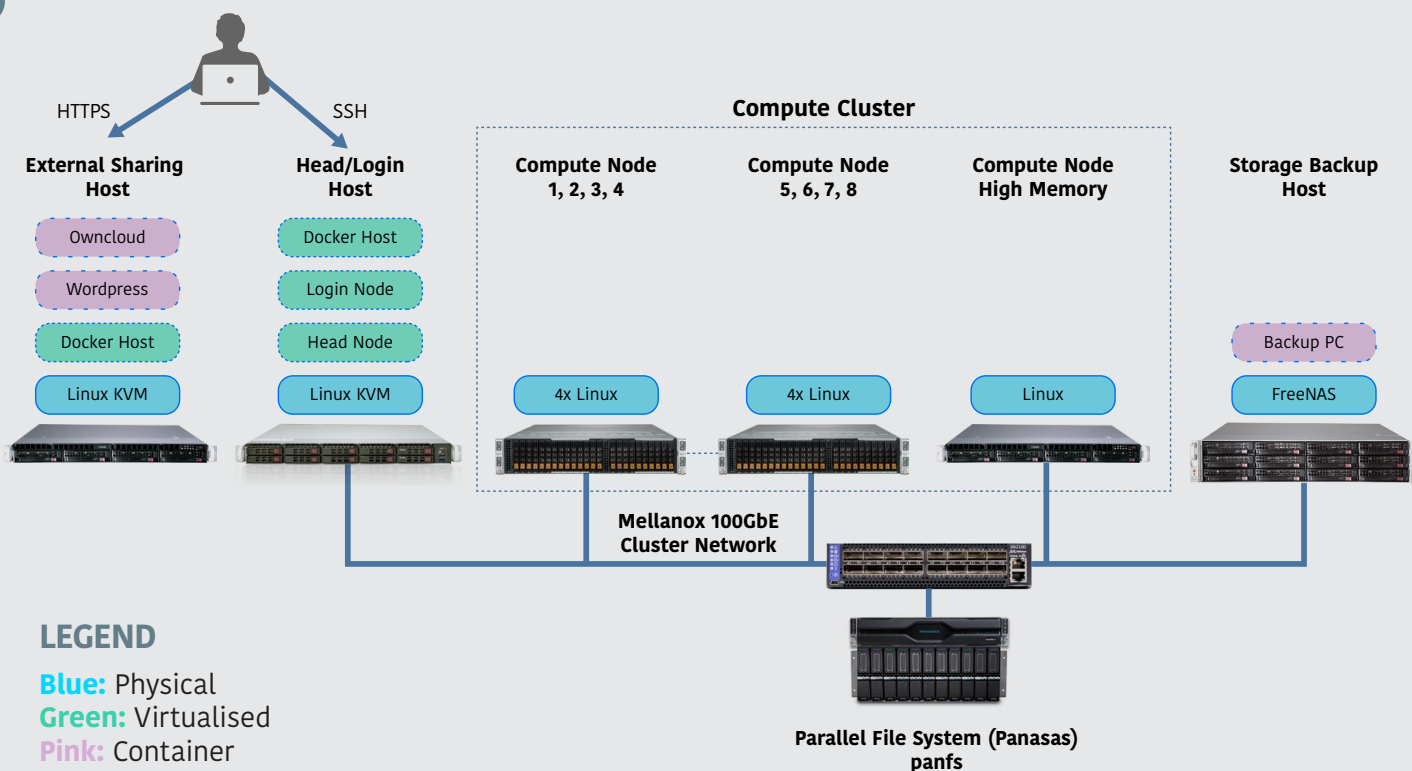 HTTPS
SSH
Compute Cluster
External Sharing
Host
Head/Login
Host
Compute Node
1, 2, 3, 4
Compute Node
5, 6, 7, 8
Compute Node
High Memory
Storage Backup
Host
Owncloud
Wordpress
Docker Host
Linux KVM
Docker Host
Login Node
Head Node
Linux KVM
4x Linux
4x Linux
Linux
Backup PC
FreeNAS
Mellanox 100GbE
Cluster Network
SN2100
Parallel File System (Panasas)
panfs
LEGEND
Blue: Physical
Green: Virtualised
Pink: Container